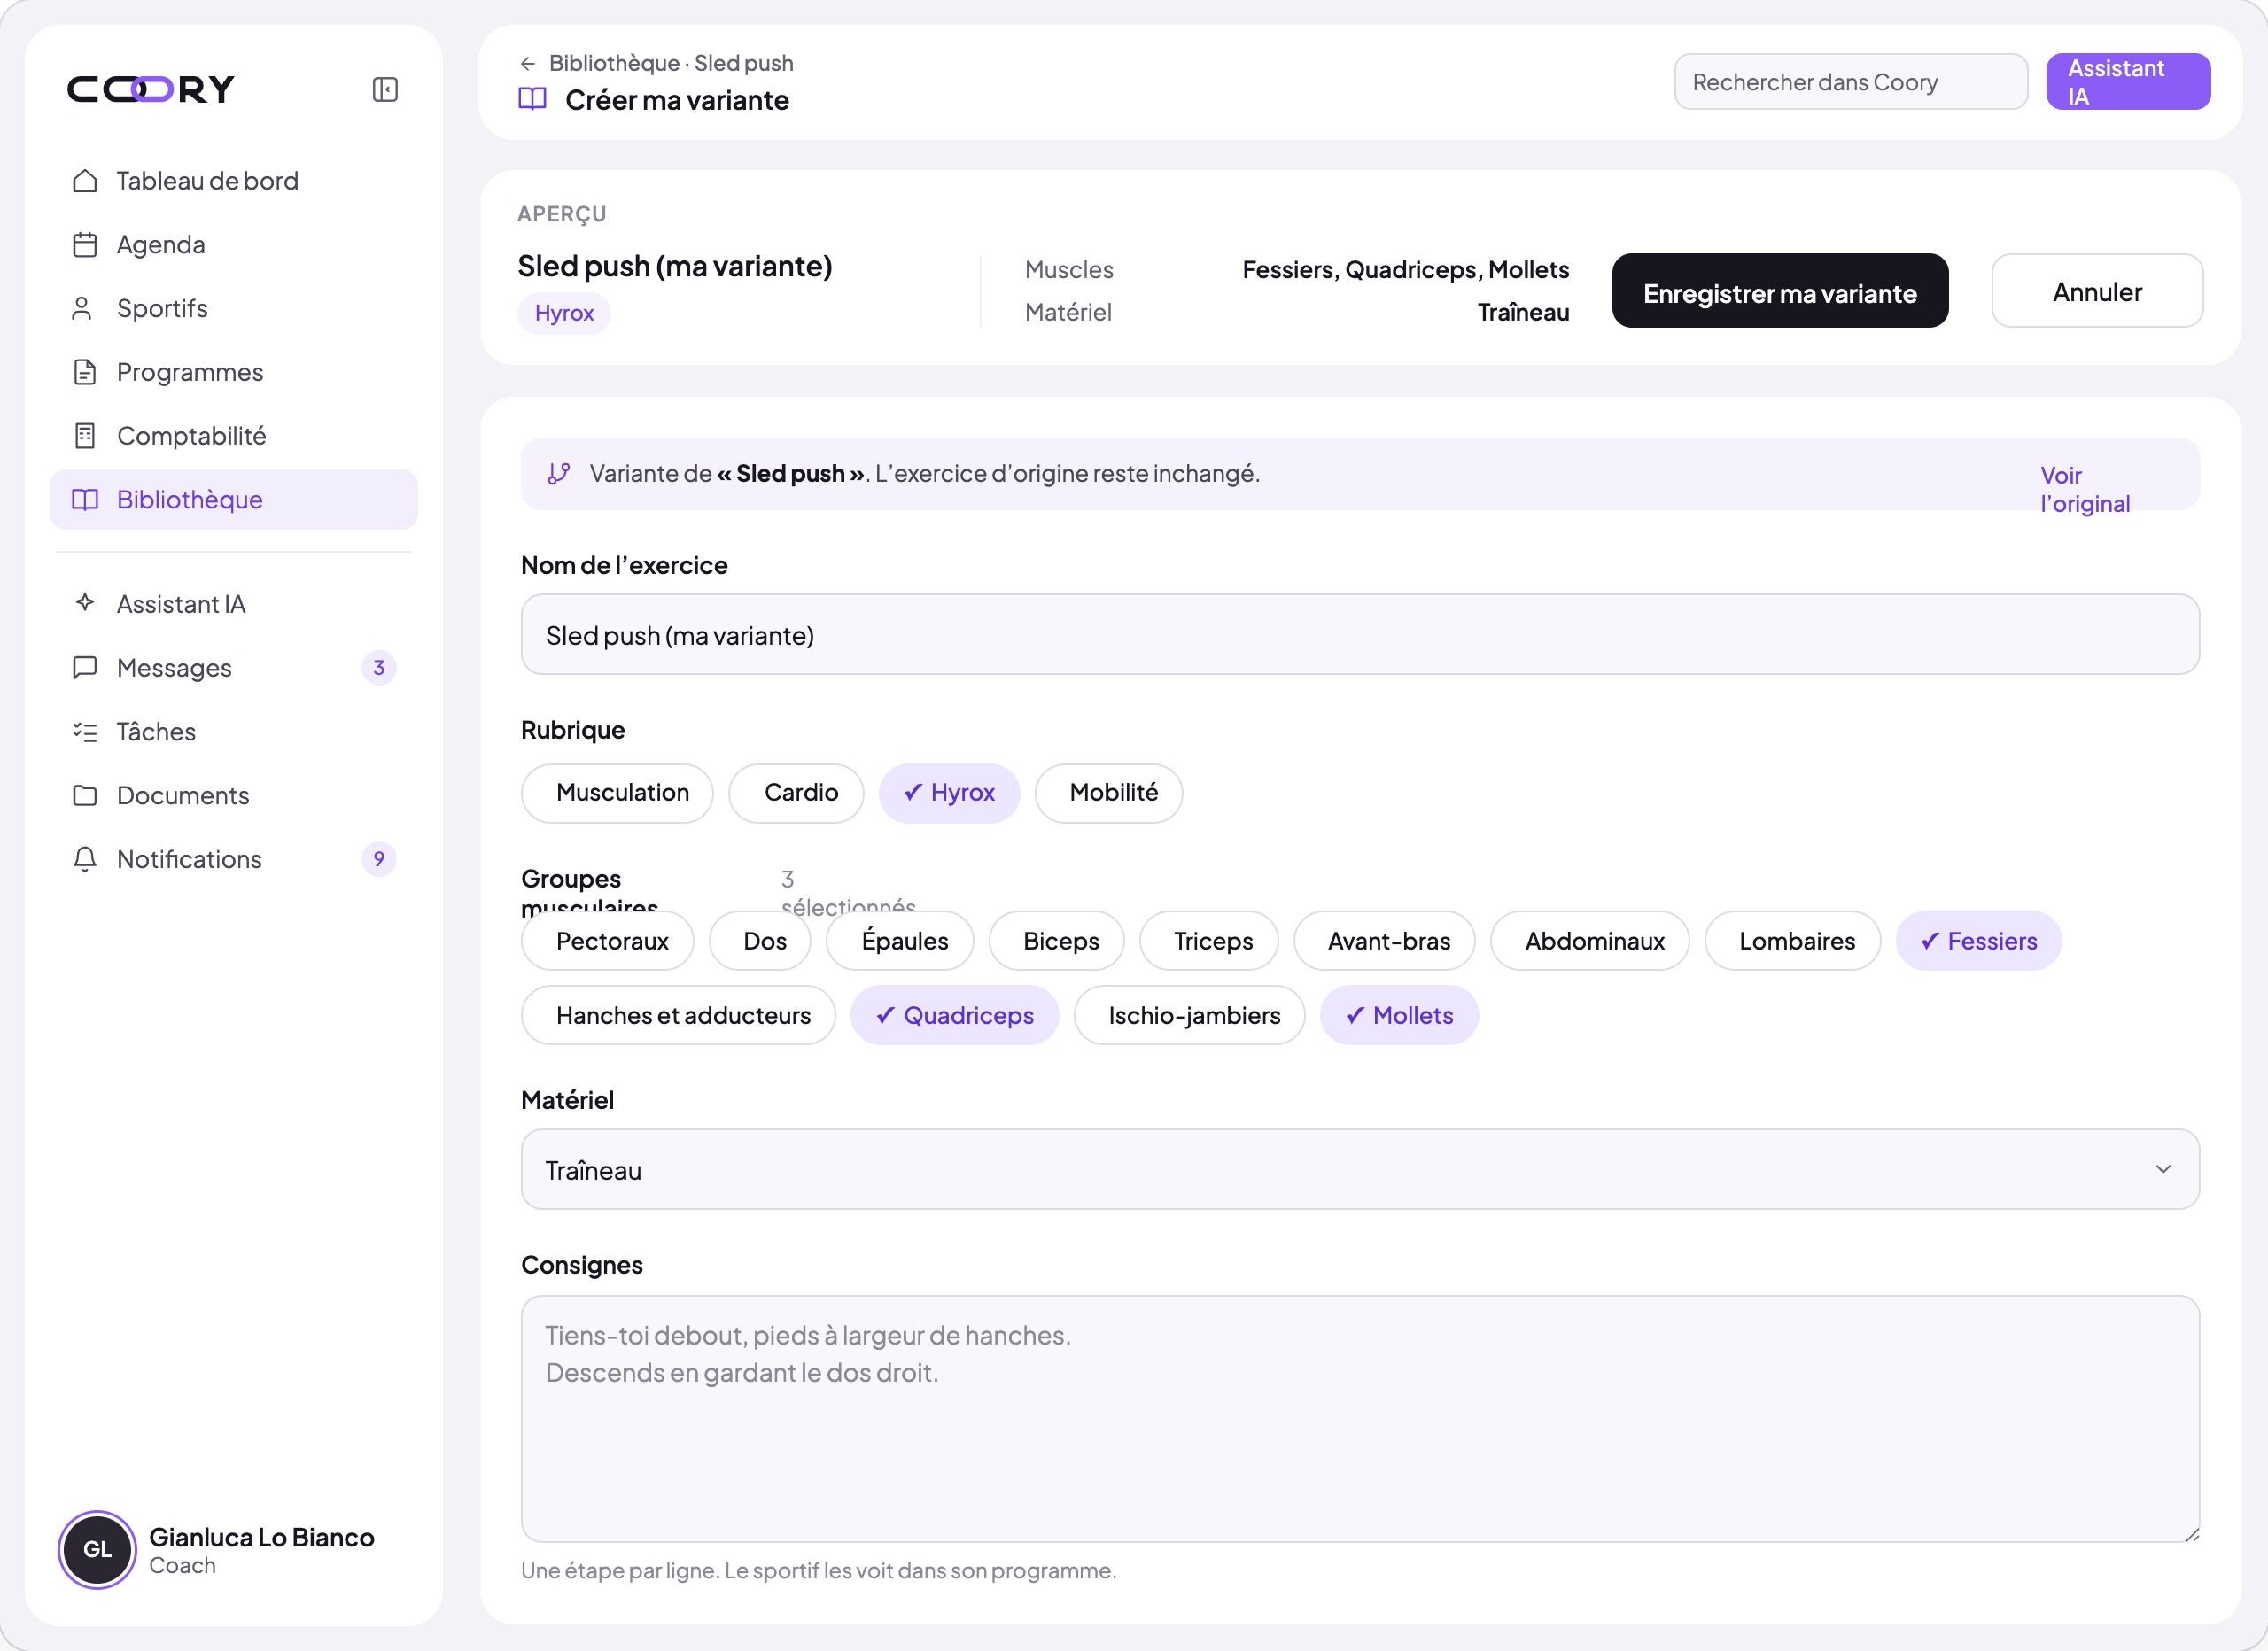 COORY
Tableau de bord
Agenda
Sportifs
Programmes
Comptabilité
Bibliothèque
Assistant IA
Messages 3
Tâches
Documents
Notifications 9
GL
Gianluca Lo Bianco
Coach
← Bibliothèque · Sled push
Créer ma variante
Rechercher dans Coory
Assistant
IA
APERÇU
Sled push (ma variante)
Hyrox
Muscles Fessiers, Quadriceps, Mollets
Matériel Traîneau
Enregistrer ma variante
Annuler
Variante de « Sled push ». L’exercice d’origine reste inchangé.
Voir
l’original
Nom de l’exercice
Sled push (ma variante)
Rubrique
Musculation Cardio ✓ Hyrox Mobilité
Groupes
musculaires
3
sélectionnés
Pectoraux Dos Épaules Biceps Triceps Avant-bras Abdominaux Lombaires ✓ Fessiers
Hanches et adducteurs ✓ Quadriceps Ischio-jambiers ✓ Mollets
Matériel
Traîneau
Consignes
Tiens-toi debout, pieds à largeur de hanches.
Descends en gardant le dos droit.
Une étape par ligne. Le sportif les voit dans son programme.